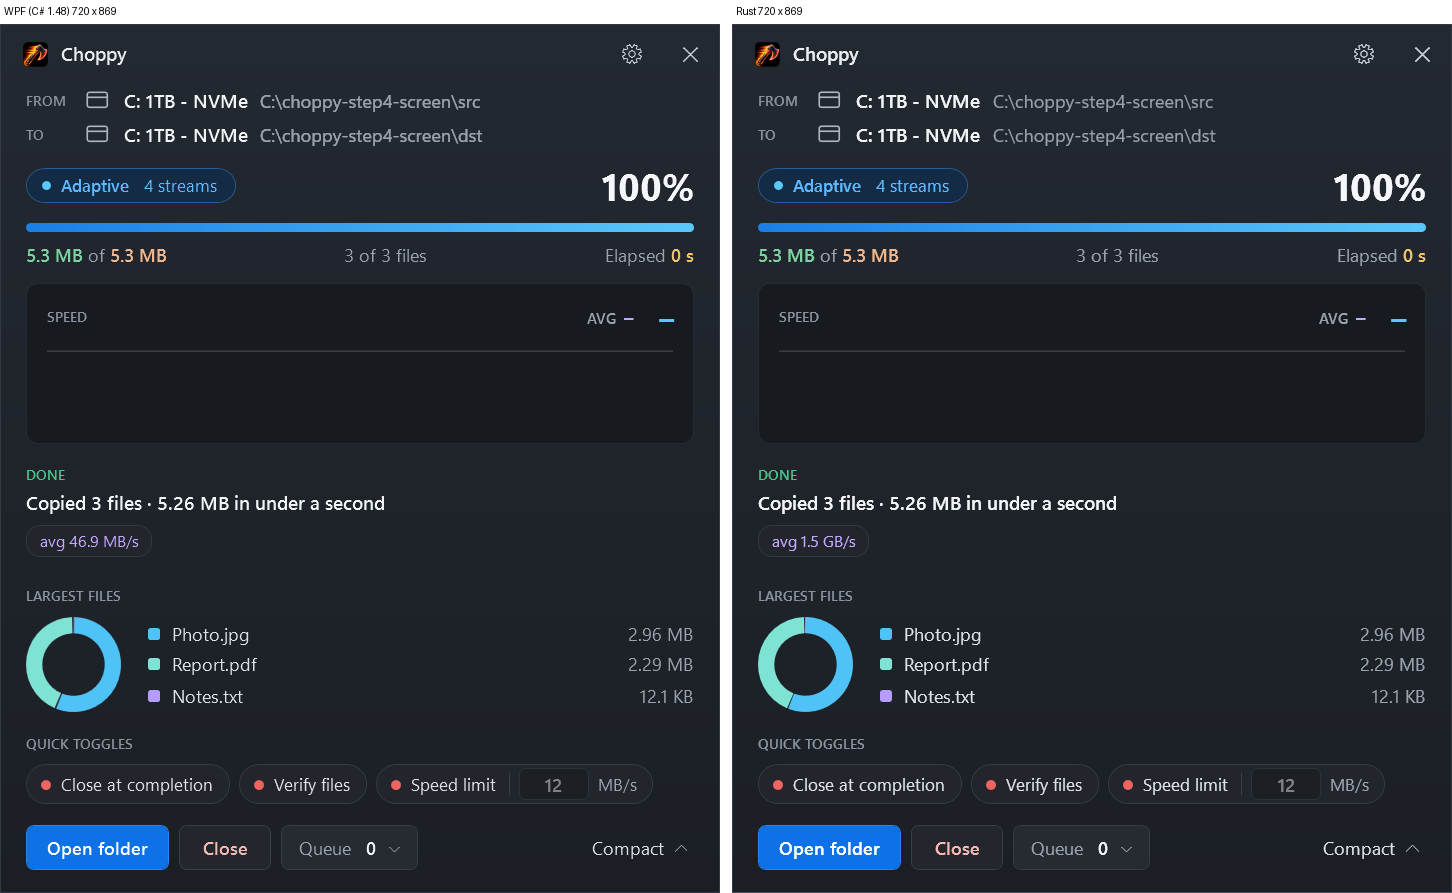 WPF (C# 1.48) 720 x 869
Choppy
FROM C: 1TB - NVMe C:\choppy-step4-screen\src
TO C: 1TB - NVMe C:\choppy-step4-screen\dst
Adaptive 4 streams 100%
5.3 MB of 5.3 MB 3 of 3 files Elapsed 0 s
SPEED AVG – –
DONE
Copied 3 files · 5.26 MB in under a second
avg 46.9 MB/s
LARGEST FILES
Photo.jpg 2.96 MB
Report.pdf 2.29 MB
Notes.txt 12.1 KB
QUICK TOGGLES
Close at completion Verify files Speed limit 12 MB/s
Open folder Close Queue 0 Compact
Rust 720 x 869
Choppy
FROM C: 1TB - NVMe C:\choppy-step4-screen\src
TO C: 1TB - NVMe C:\choppy-step4-screen\dst
Adaptive 4 streams 100%
5.3 MB of 5.3 MB 3 of 3 files Elapsed 0 s
SPEED AVG – –
DONE
Copied 3 files · 5.26 MB in under a second
avg 1.5 GB/s
LARGEST FILES
Photo.jpg 2.96 MB
Report.pdf 2.29 MB
Notes.txt 12.1 KB
QUICK TOGGLES
Close at completion Verify files Speed limit 12 MB/s
Open folder Close Queue 0 Compact